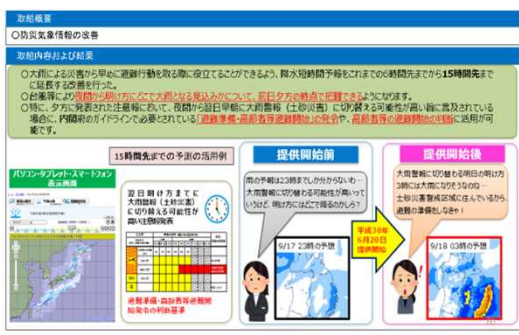 取組概要
○防災気象情報の改善
取組内容および結果
○大雨による災害から早めに避難行動を取る際に役立てることができるよう、降水短時間予報をこれまでの6時間先までから15時間先まで
に延長する改善を行った。
○台風等により夜間から明け方にどこで大雨となる見込みかについて、前日夕方の時点で把握できるようになります。
○特に、夕方に発表された注意報において、夜間から翌日早朝に大雨警報（土砂災害）に切り替える可能性が高い旨に言及されている
場合に、内閣府のガイドラインで必要とされている「避難準備・高齢者等避難開始」の発令や、高齢者等の避難開始の判断に活用が可
能です。
15時間先までの予測の活用例
パソコン・タブレット・スマートフォン
表示画面
翌日明け方までに
大雨警報（土砂災害）
に切り替える可能性が
高い注意報発表
避難準備・高齢者等避難開
始発令の判断基準
提供開始前
雨の予報は23時までしか分からないわ…
大雨警報に切り替わる可能性が高いって
いうけど、明け方にはどこで降るのかしら？
9/17 23時の予想
平成30年
6月20日
提供開始
提供開始後
大雨警報に切り替わる明日の明け方
3時には大雨になりそうなのね…
土砂災害警戒区域に住んでいるから、
避難の準備をしなきゃ！
9/18 03時の予想